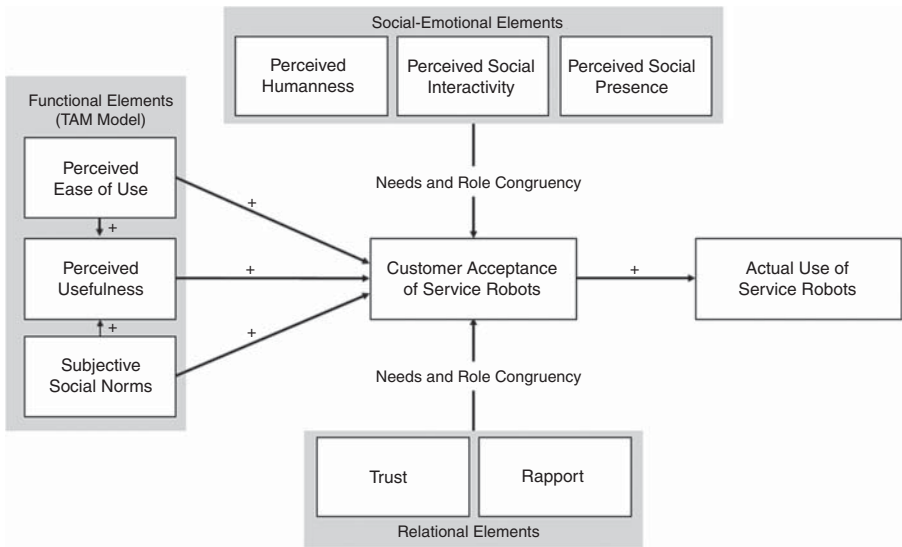 Social-Emotional Elements
Perceived
Humanness
Perceived Social
Interactivity
Perceived Social
Presence
Functional Elements
(TAM Model)
Perceived
Ease of Use
+
Perceived
Usefulness
+
Subjective
Social Norms
+
+
+
Needs and Role Congruency
Customer Acceptance
of Service Robots
+
Actual Use of
Service Robots
Needs and Role Congruency
Trust
Rapport
Relational Elements